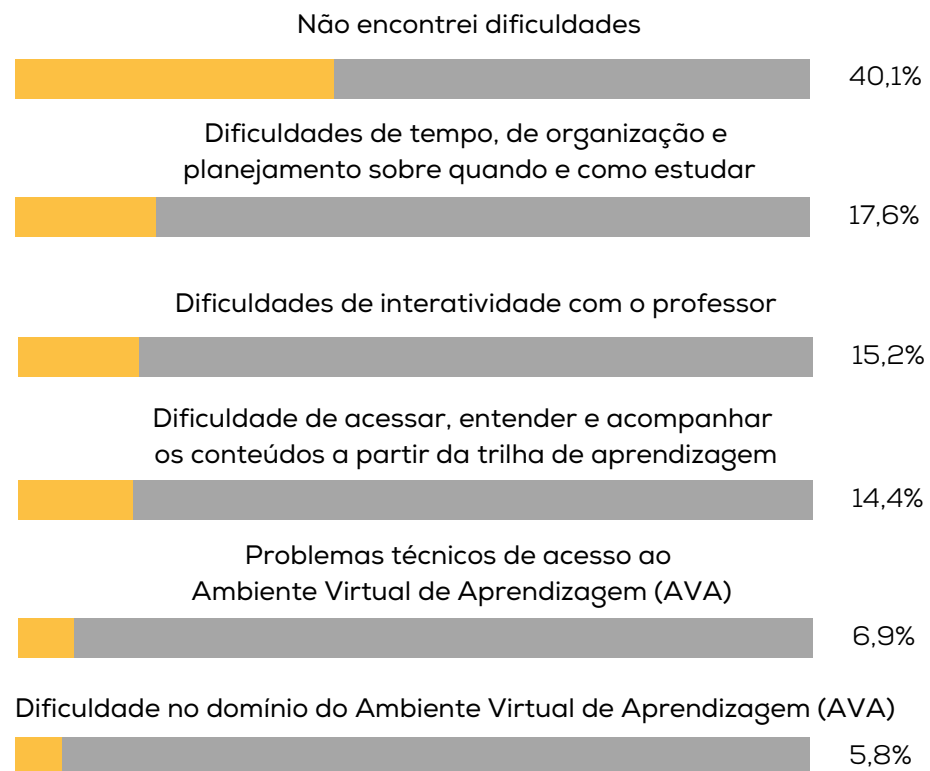 Não encontrei dificuldades
40,1%
Dificuldades de tempo, de organização e
planejamento sobre quando e como estudar
17,6%
Dificuldades de interatividade com o professor
15,2%
Dificuldade de acessar, entender e acompanhar
os conteúdos a partir da trilha de aprendizagem
14,4%
Problemas técnicos de acesso ao
Ambiente Virtual de Aprendizagem (AVA)
6,9%
Dificuldade no domínio do Ambiente Virtual de Aprendizagem (AVA)
5,8%